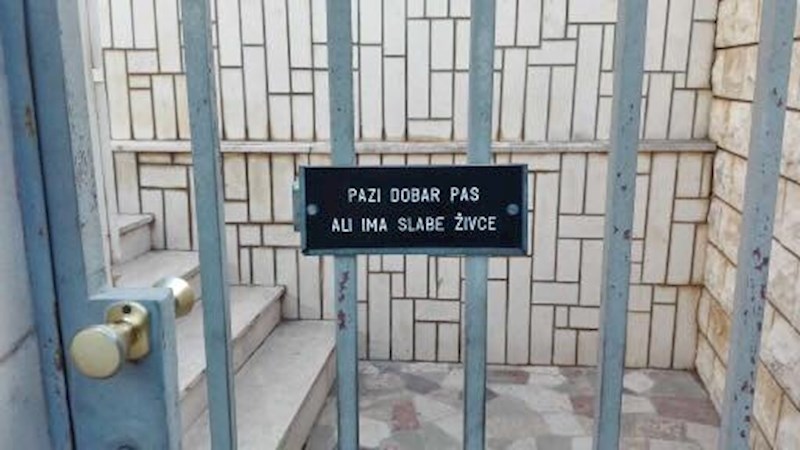 PAZI DOBAR PAS
ALI IMA SLABE ŽIVCE